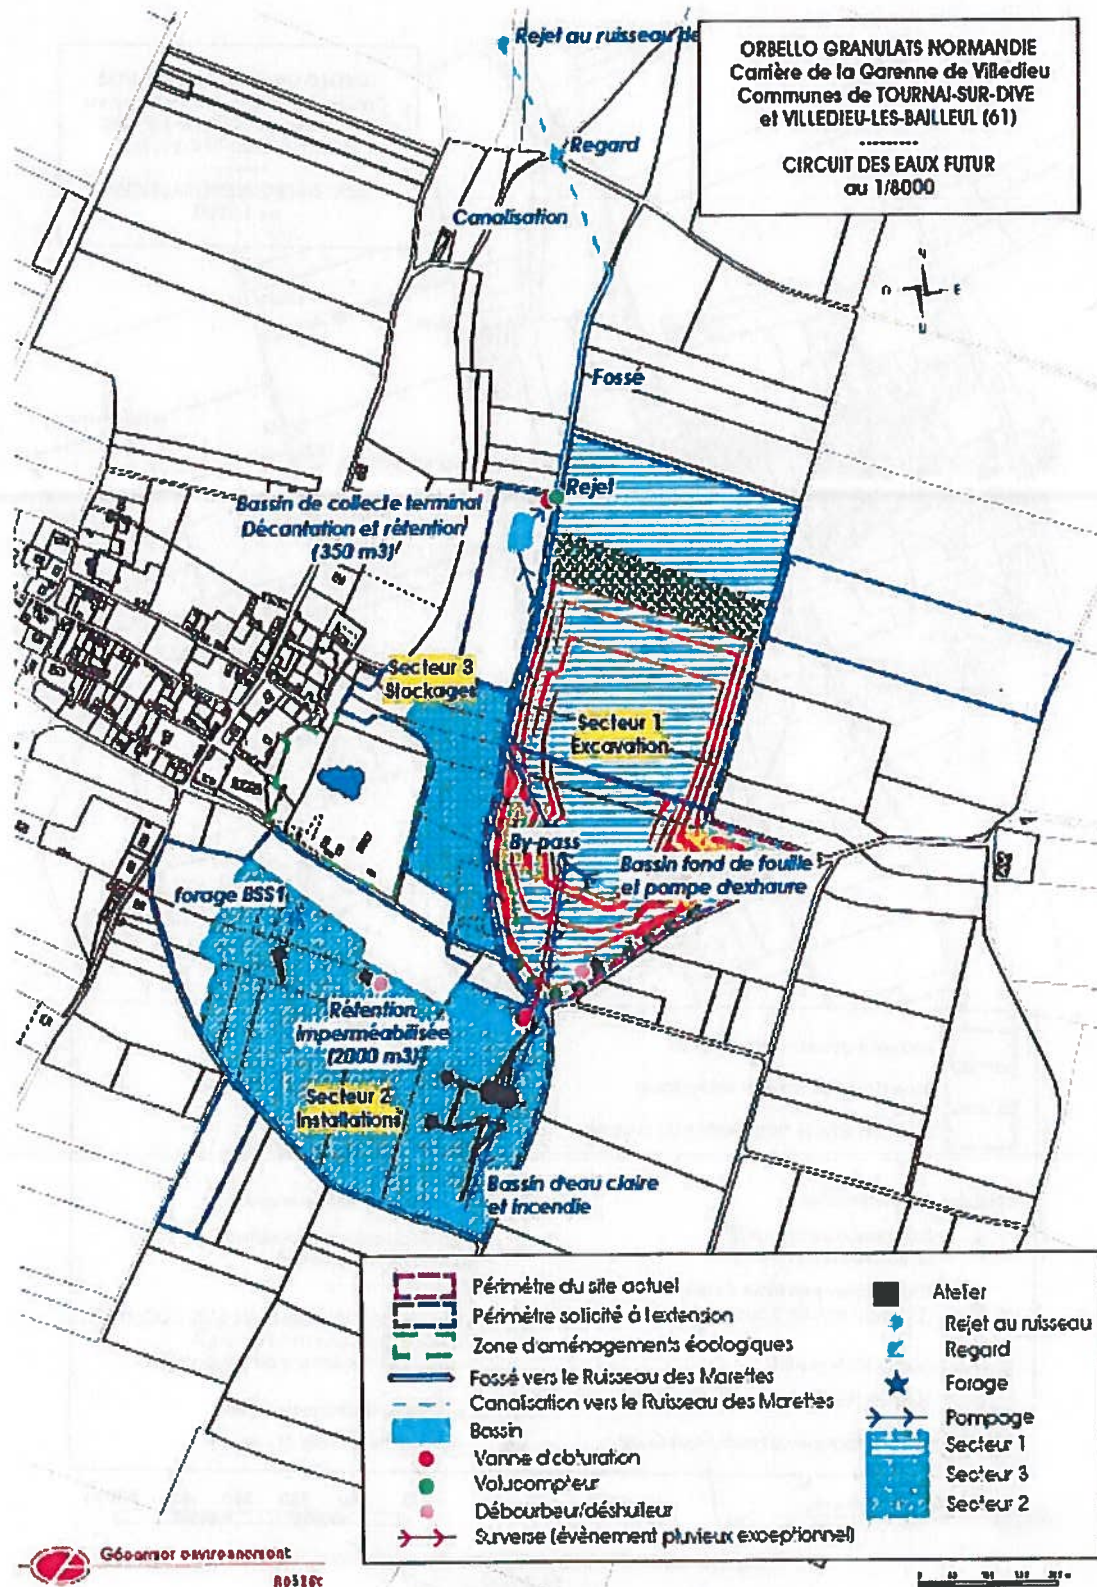 Rejet au ruisseau de
ORBELLO GRANULATS NORMANDIE
Carrière de la Garenne de Villedieu
Communes de TOURNAI-SUR-DIVE
et VILLEDIEU-LES-BAILLEUL (61)
CIRCUIT DES EAUX FUTUR
au 1/8000
Regard
Canalisation
Fossé
Rejet
Bassin de collecte terminal
Décantation et rétention
(350 m3)
Secteur 3
Stockages
Secteur 1
Excavation
By-pass
Bassin fond de fouille
et pompe d'exhaure
forage BSS1
Rétention
imperméabilisée
(2000 m3)
Secteur 2
Installations
Bassin d'eau claire
et incendie
Périmètre du site actuel
Périmètre solicité à l'extension
Zone d'aménagements écologiques
Fossé vers le Ruisseau des Marettes
Canalisation vers le Ruisseau des Marettes
Bassin
Vanne d'obturation
Volucompteur
Débourbeur/déshuileur
Surverse (évènement pluvieux exceptionnel)
Atelier
Rejet au ruisseau
Regard
Forage
Pompage
Secteur 1
Secteur 3
Secteur 2
environnement